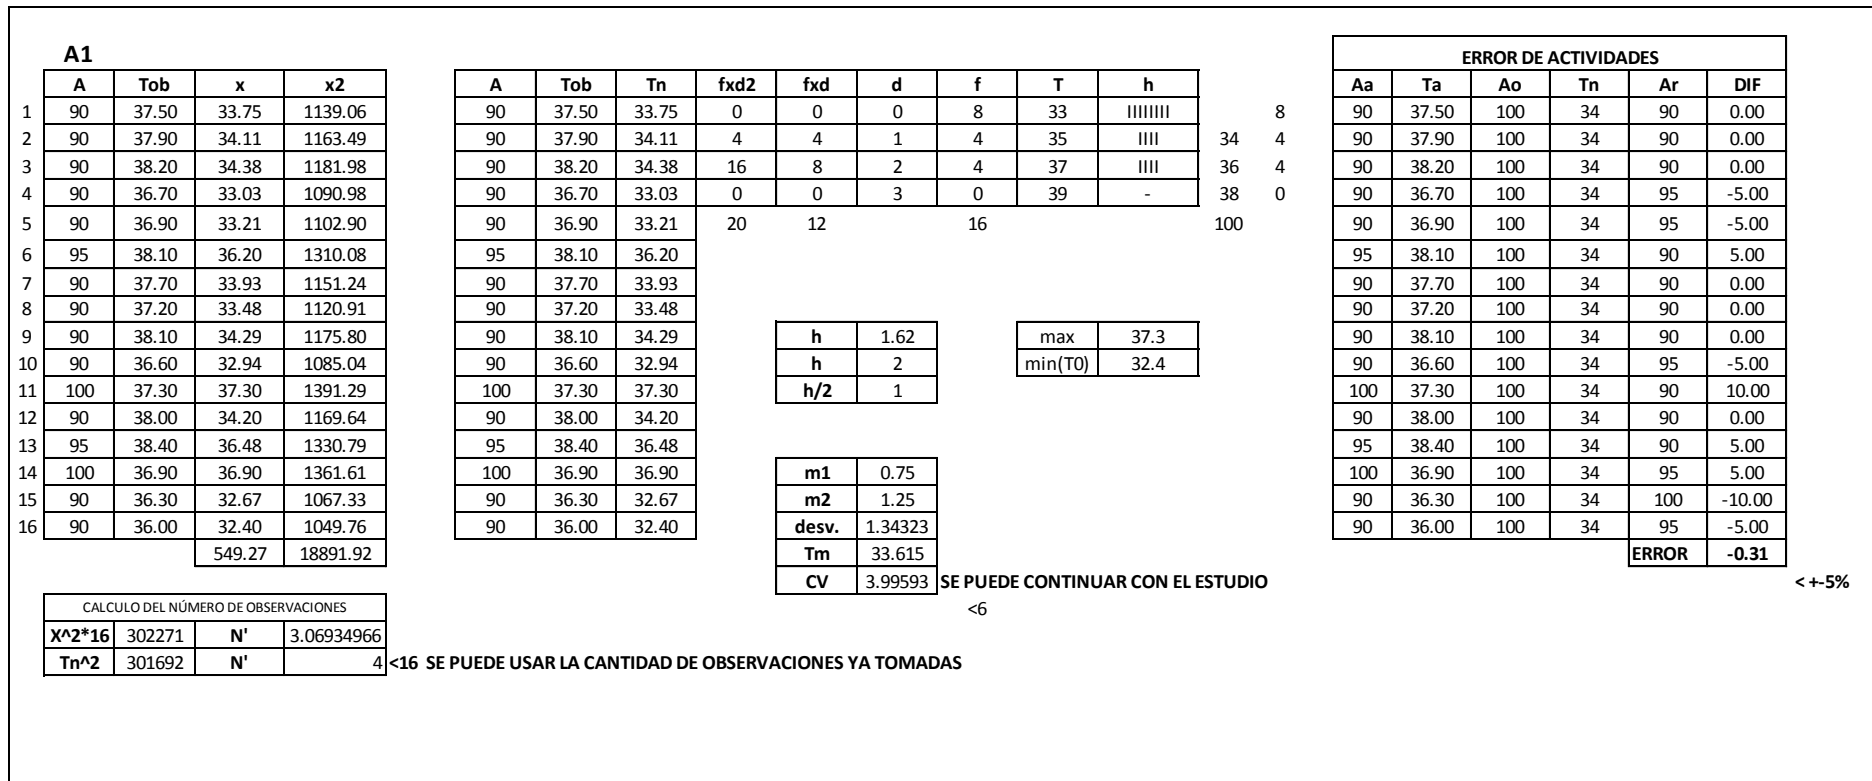 A1 ERROR DE ACTIVIDADES
A Tob x x2 A Tob Tn fxd2 fxd d f T h Aa Ta Ao Tn Ar DIF
1 90 37.50 33.75 1139.06 90 37.50 33.75 0 0 0 8 33 IIIIIIII 8 90 37.50 100 34 90 0.00
2 90 37.90 34.11 1163.49 90 37.90 34.11 4 4 1 4 35 IIII 34 4 90 37.90 100 34 90 0.00
3 90 38.20 34.38 1181.98 90 38.20 34.38 16 8 2 4 37 IIII 36 4 90 38.20 100 34 90 0.00
4 90 36.70 33.03 1090.98 90 36.70 33.03 0 0 3 0 39 - 38 0 90 36.70 100 34 95 -5.00
5 90 36.90 33.21 1102.90 90 36.90 33.21 20 12 16 100 90 36.90 100 34 95 -5.00
6 95 38.10 36.20 1310.08 95 38.10 36.20 95 38.10 100 34 90 5.00
7 90 37.70 33.93 1151.24 90 37.70 33.93 90 37.70 100 34 90 0.00
8 90 37.20 33.48 1120.91 90 37.20 33.48 90 37.20 100 34 90 0.00
9 90 38.10 34.29 1175.80 90 38.10 34.29 h 1.62 max 37.3 90 38.10 100 34 90 0.00
10 90 36.60 32.94 1085.04 90 36.60 32.94 h 2 min(T0) 32.4 90 36.60 100 34 95 -5.00
11 100 37.30 37.30 1391.29 100 37.30 37.30 h/2 1 100 37.30 100 34 90 10.00
12 90 38.00 34.20 1169.64 90 38.00 34.20 90 38.00 100 34 90 0.00
13 95 38.40 36.48 1330.79 95 38.40 36.48 95 38.40 100 34 90 5.00
14 100 36.90 36.90 1361.61 100 36.90 36.90 m1 0.75 100 36.90 100 34 95 5.00
15 90 36.30 32.67 1067.33 90 36.30 32.67 m2 1.25 90 36.30 100 34 100 -10.00
16 90 36.00 32.40 1049.76 90 36.00 32.40 desv. 1.34323 90 36.00 100 34 95 -5.00
549.27 18891.92 Tm 33.615 ERROR -0.31
CV 3.99593 SE PUEDE CONTINUAR CON EL ESTUDIO < +-5%
CALCULO DEL NÚMERO DE OBSERVACIONES <6
X^2*16 302271 N' 3.06934966
Tn^2 301692 N' 4 <16 SE PUEDE USAR LA CANTIDAD DE OBSERVACIONES YA TOMADAS